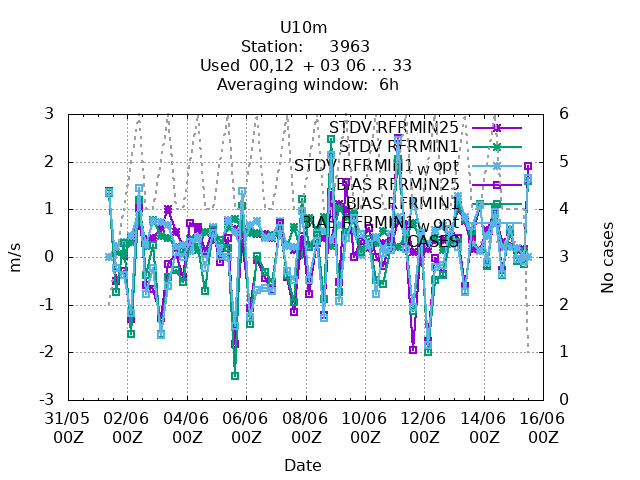 U10m
Station: 3963
Used 00,12 + 03 06 ... 33
Averaging window: 6h
STDV RFRMIN25
STDV RFRMIN1
STDV RFRMIN1_w_opt
BIAS RFRMIN25
BIAS RFRMIN1
BIAS RFRMIN1_w_opt
CASES
3
2
1
0
-1
-2
-3
m/s
6
5
4
3
2
1
0
No cases
31/05 02/06 04/06 06/06 08/06 10/06 12/06 14/06 16/06
00Z 00Z 00Z 00Z 00Z 00Z 00Z 00Z 00Z
Date